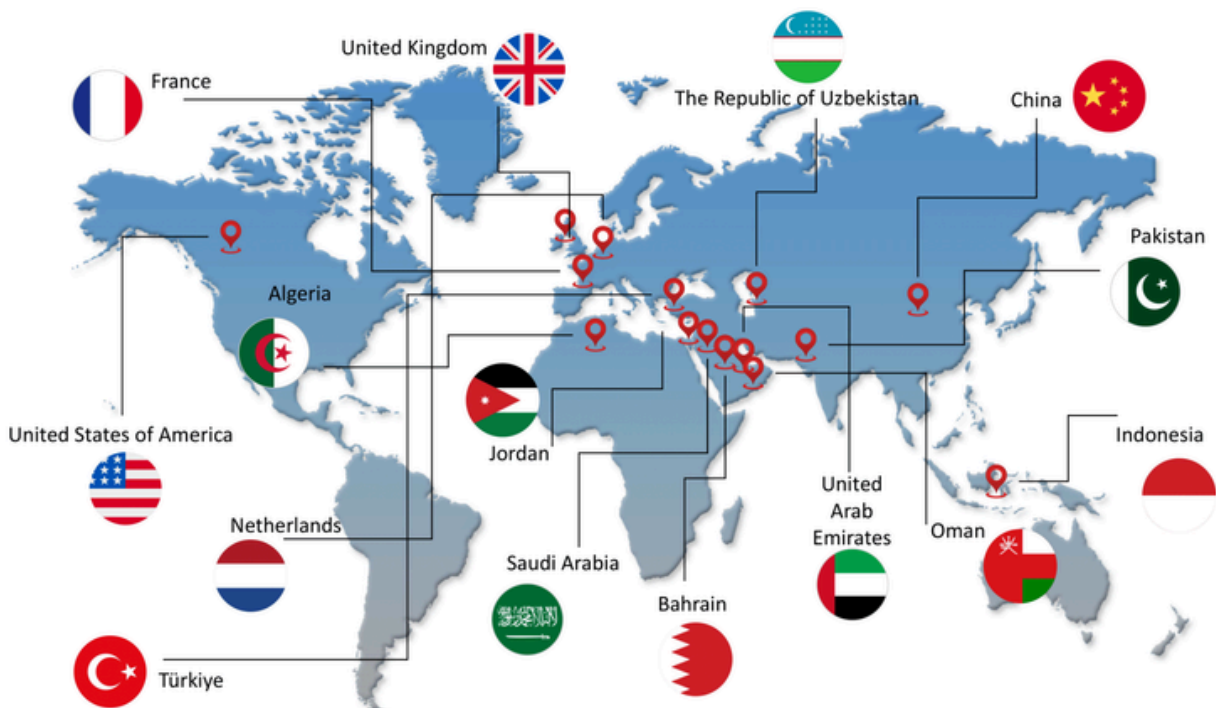 United Kingdom
France
The Republic of Uzbekistan
China
Pakistan
Algeria
United States of America
Jordan
Indonesia
Netherlands
Saudi Arabia
United
Arab
Emirates
Oman
Bahrain
Türkiye